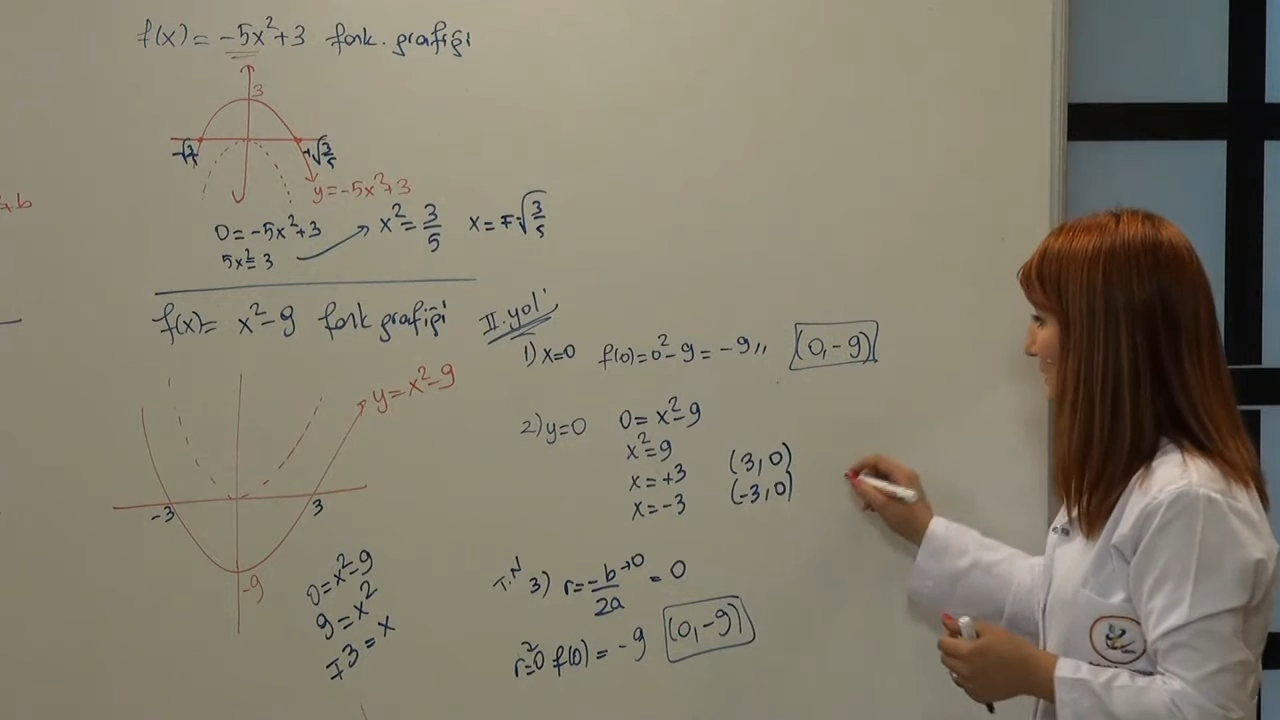 f(x) = -5x²+3 fonk. grafiği
3
-√3/5 +√3/5
y=-5x²+3
0=-5x²+3 x²=3/5 x=∓√3/5
5x²=3
+b
f(x)= x²-9 fonk grafiği
y=x²-9
-3 3
-9
0=x²-9
9=x²
∓3=x
II.yol
1) x=0 f(0)=0²-9=-9,, (0,-9)
2) y=0 0=x²-9
x²=9
x=+3 (3,0)
x=-3 (-3,0)
T.N 3) r=-b→0/2a=0
r=0 f(0)=-9 (0,-9)